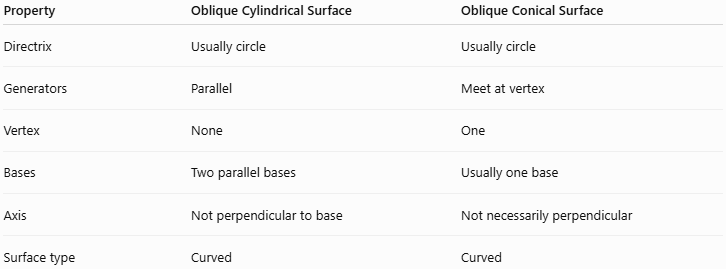 Property Oblique Cylindrical Surface Oblique Conical Surface
Directrix Usually circle Usually circle
Generators Parallel Meet at vertex
Vertex None One
Bases Two parallel bases Usually one base
Axis Not perpendicular to base Not necessarily perpendicular
Surface type Curved Curved